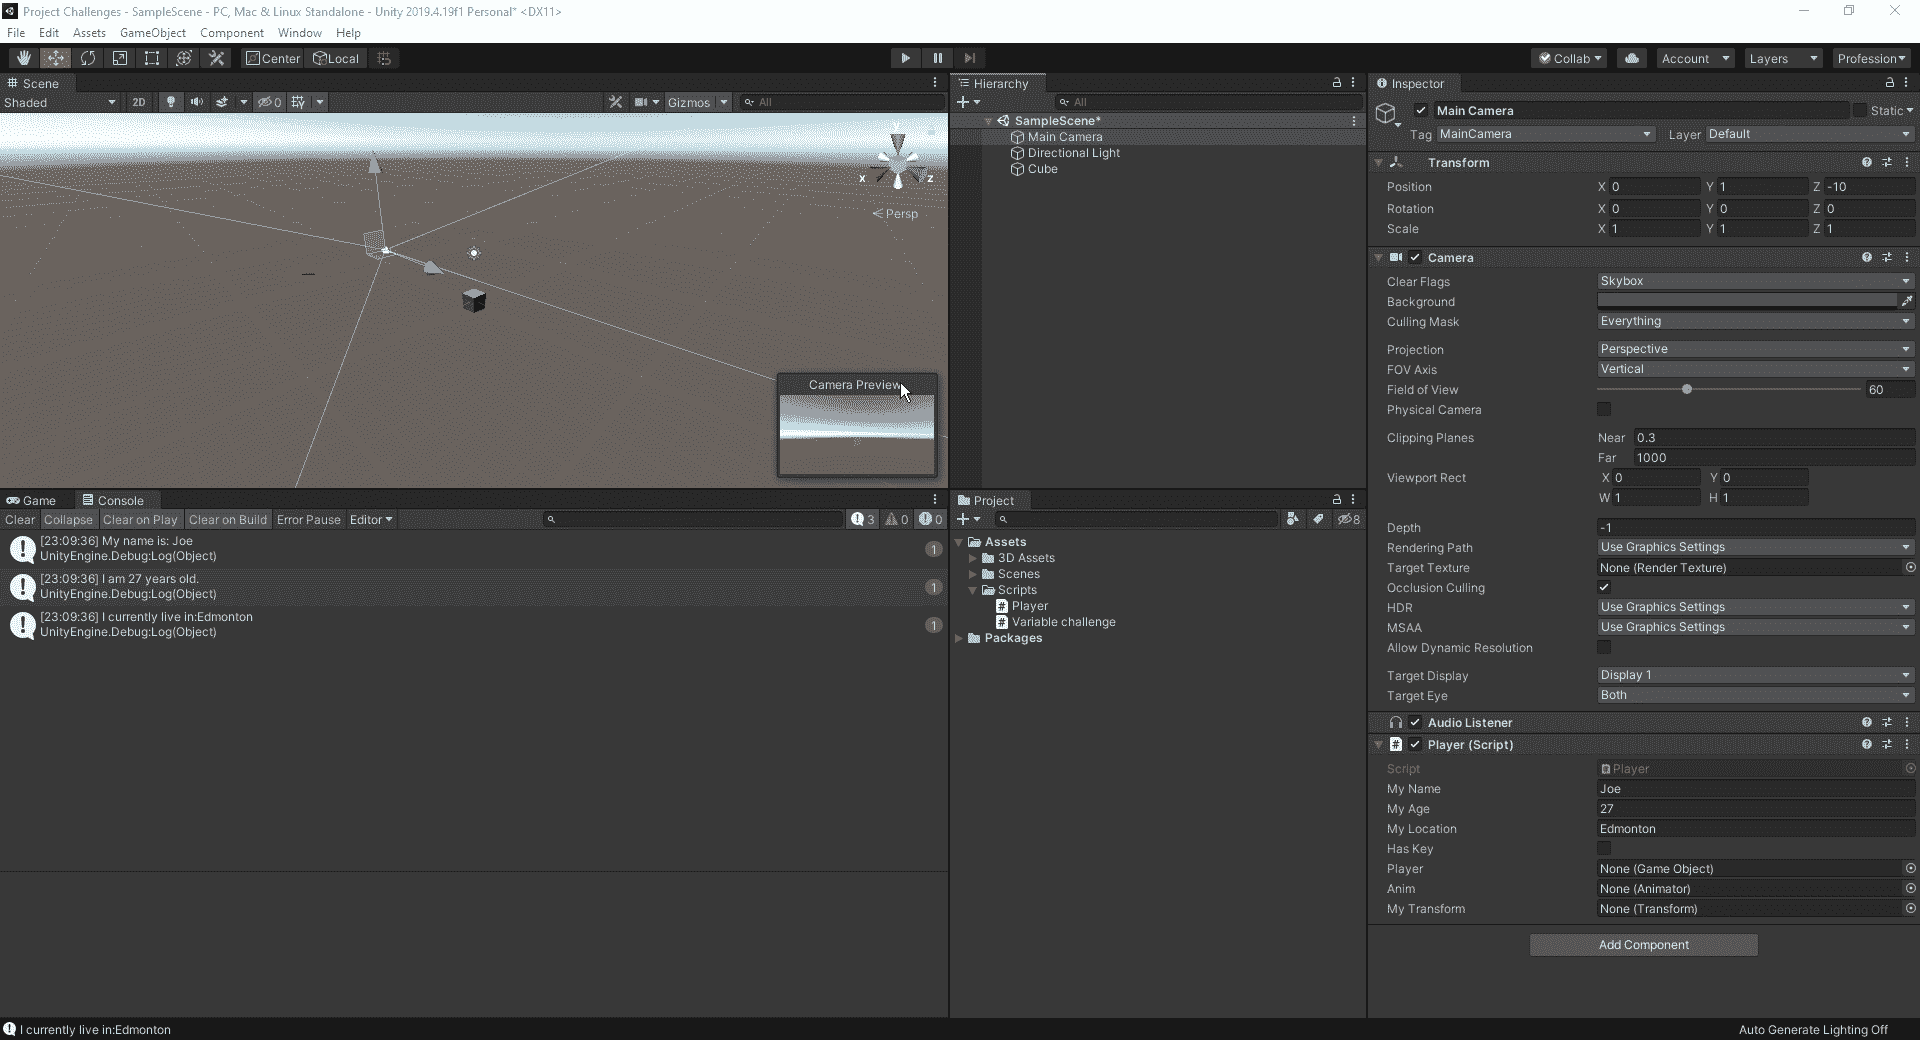 Project Challenges - SampleScene - PC, Mac & Linux Standalone - Unity 2019.4.19f1 Personal* <DX11>
File Edit Assets GameObject Component Window Help
Center Local Collab Account Layers Profession
Scene
Shaded 2D 0 Gizmos All
y
x z
Persp
Camera Preview
Hierarchy
All
SampleScene*
Main Camera
Directional Light
Cube
Game Console
Clear Collapse Clear on Play Clear on Build Error Pause Editor 3 0 0
[23:09:36] My name is: Joe
UnityEngine.Debug:Log(Object)
1
[23:09:36] I am 27 years old.
UnityEngine.Debug:Log(Object)
1
[23:09:36] I currently live in:Edmonton
UnityEngine.Debug:Log(Object)
1
Project
8
Assets
3D Assets
Scenes
Scripts
Player
Variable challenge
Packages
Inspector
Main Camera Static
Tag MainCamera Layer Default
Transform
Position X 0 Y 1 Z -10
Rotation X 0 Y 0 Z 0
Scale X 1 Y 1 Z 1
Camera
Clear Flags Skybox
Background
Culling Mask Everything
Projection Perspective
FOV Axis Vertical
Field of View 60
Physical Camera
Clipping Planes Near 0.3
Far 1000
Viewport Rect X 0 Y 0
W 1 H 1
Depth -1
Rendering Path Use Graphics Settings
Target Texture None (Render Texture)
Occlusion Culling
HDR Use Graphics Settings
MSAA Use Graphics Settings
Allow Dynamic Resolution
Target Display Display 1
Target Eye Both
Audio Listener
# Player (Script)
Script Player
My Name Joe
My Age 27
My Location Edmonton
Has Key
Player None (Game Object)
Anim None (Animator)
My Transform None (Transform)
Add Component
I currently live in:Edmonton
Auto Generate Lighting Off